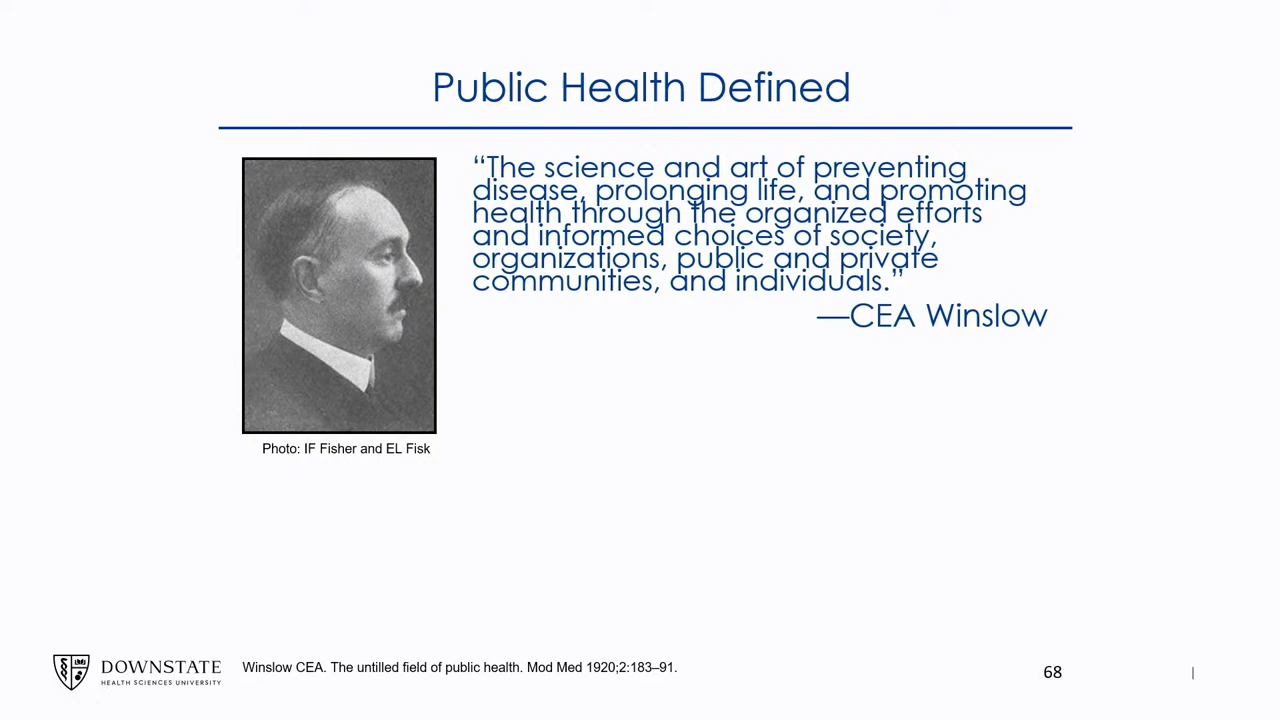 Public Health Defined
“The science and art of preventing
disease, prolonging life, and promoting
health through the organized efforts
and informed choices of society,
organizations, public and private
communities, and individuals.”
—CEA Winslow
Photo: IF Fisher and EL Fisk
DOWNSTATE
HEALTH SCIENCES UNIVERSITY
Winslow CEA. The untilled field of public health. Mod Med 1920;2:183–91.
68
|